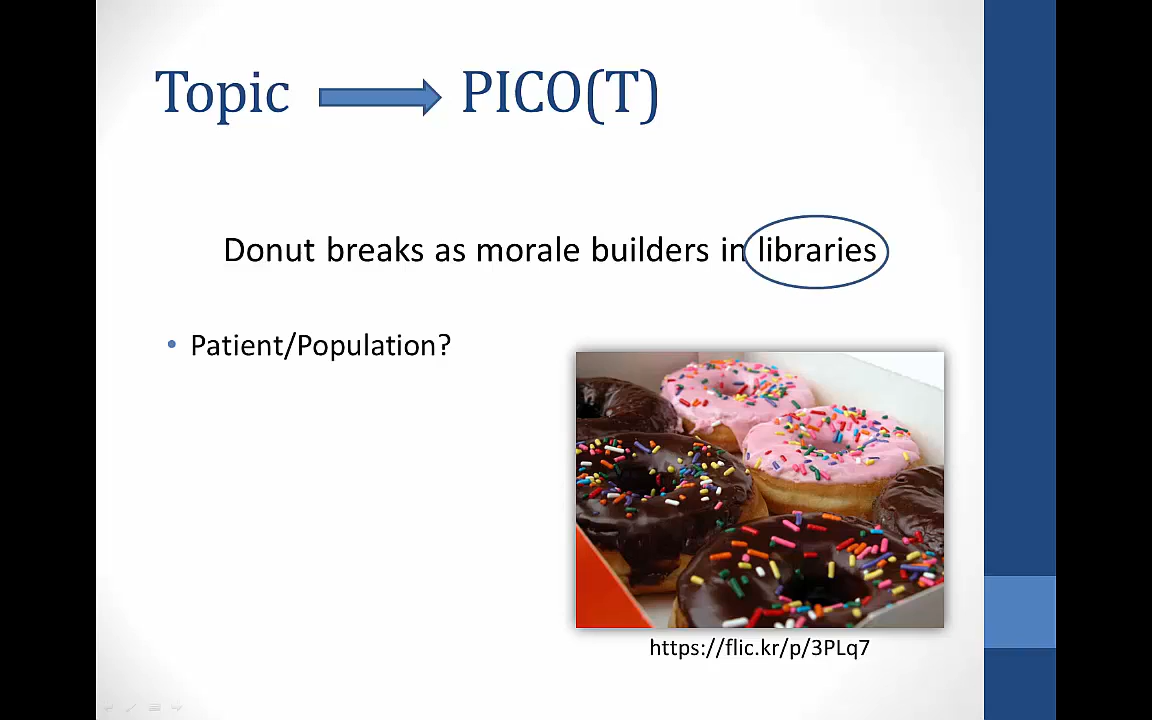 Topic PICO(T)
Donut breaks as morale builders in libraries
• Patient/Population?
https://flic.kr/p/3PLq7